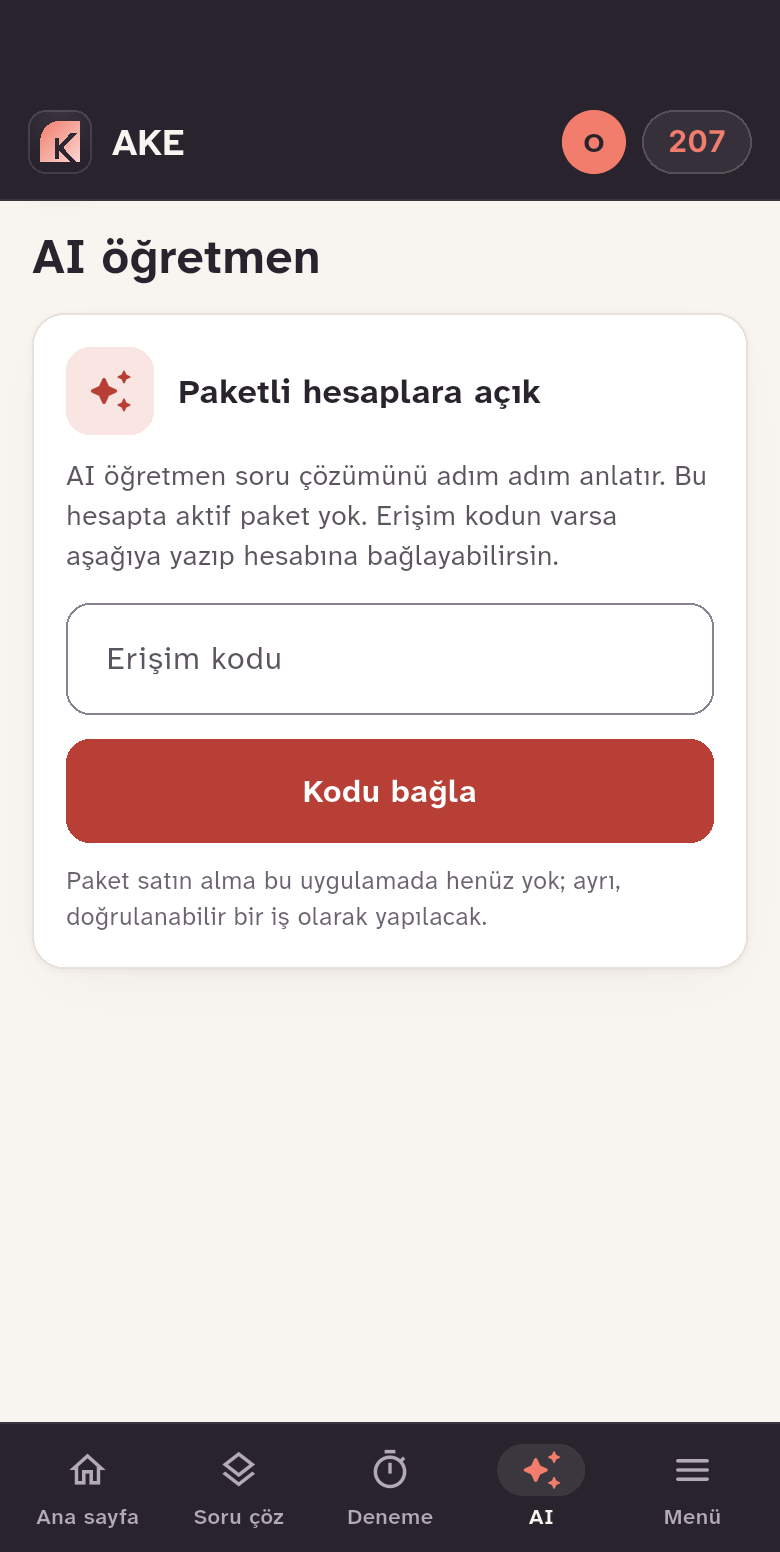 K
AKE
O
207
AI öğretmen
Paketli hesaplara açık
AI öğretmen soru çözümünü adım adım anlatır. Bu
hesapta aktif paket yok. Erişim kodun varsa
aşağıya yazıp hesabına bağlayabilirsin.
Erişim kodu
Kodu bağla
Paket satın alma bu uygulamada henüz yok; ayrı,
doğrulanabilir bir iş olarak yapılacak.
Ana sayfa
Soru çöz
Deneme
AI
Menü